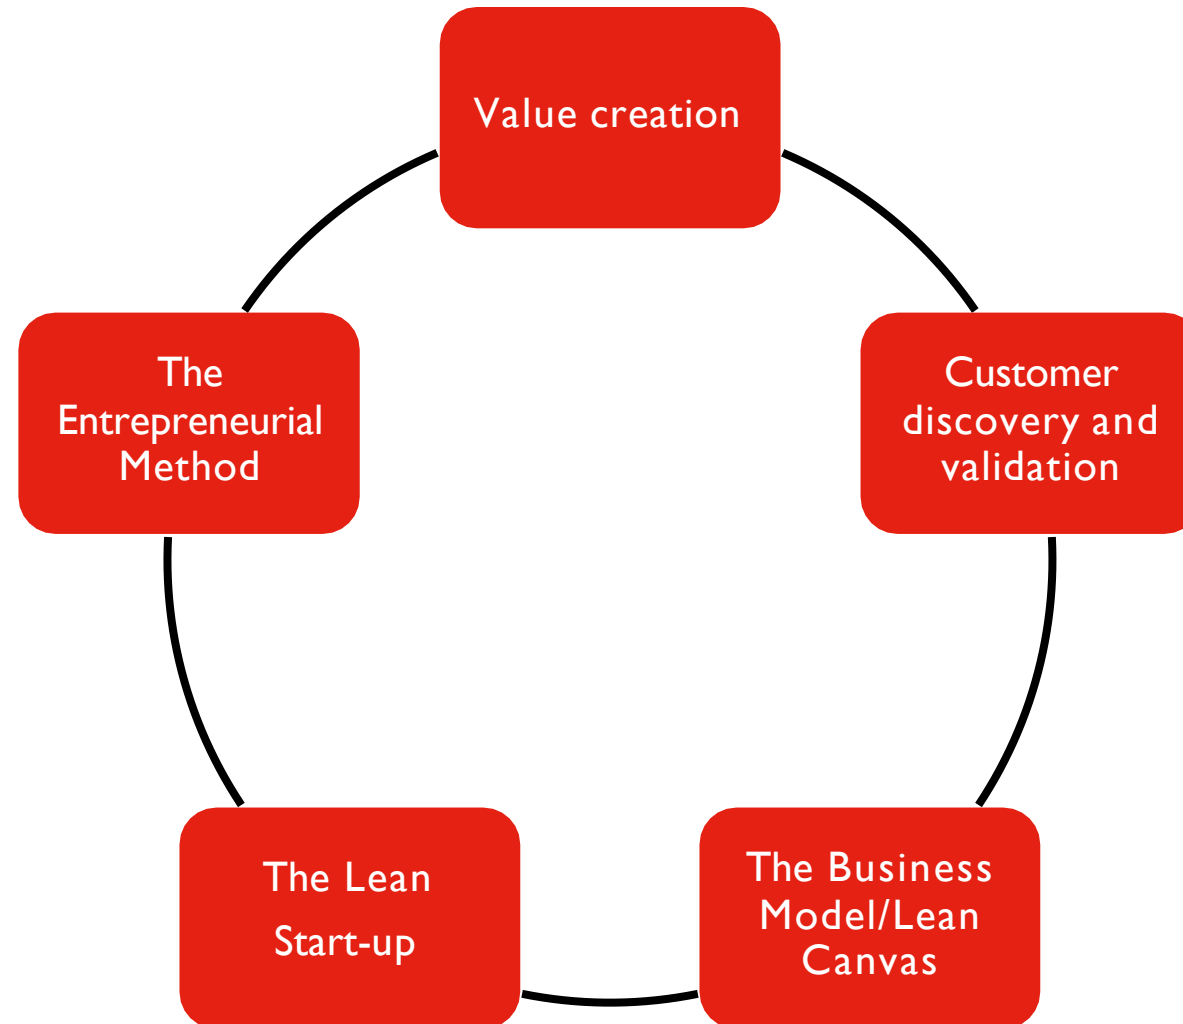 Value creation
Customer
discovery and
validation
The Business
Model/Lean
Canvas
The Lean
Start-up
The
Entrepreneurial
Method